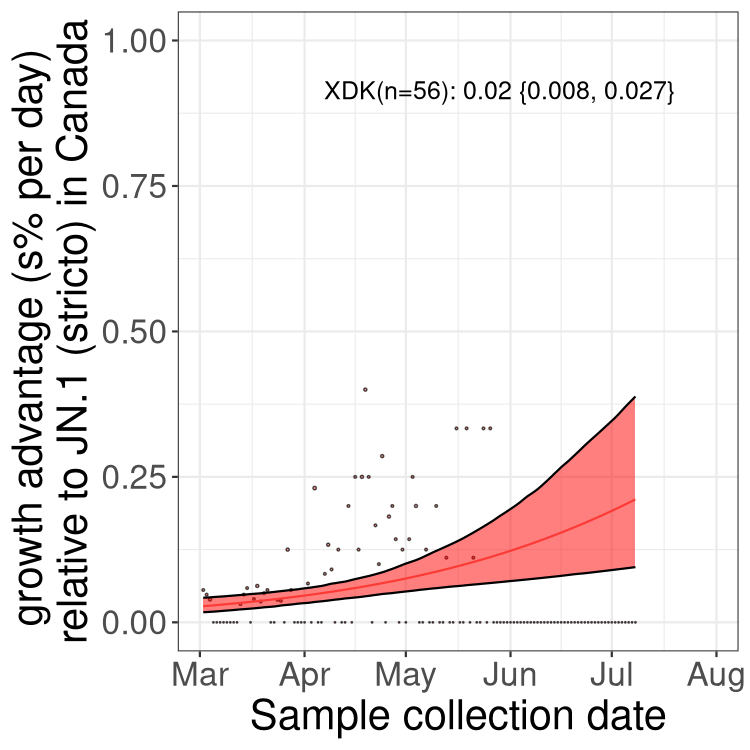 growth advantage (s% per day)
relative to JN.1 (stricto) in Canada
1.00
0.75
0.50
0.25
0.00
XDK(n=56): 0.02 {0.008, 0.027}
Mar Apr May Jun Jul Aug
Sample collection date